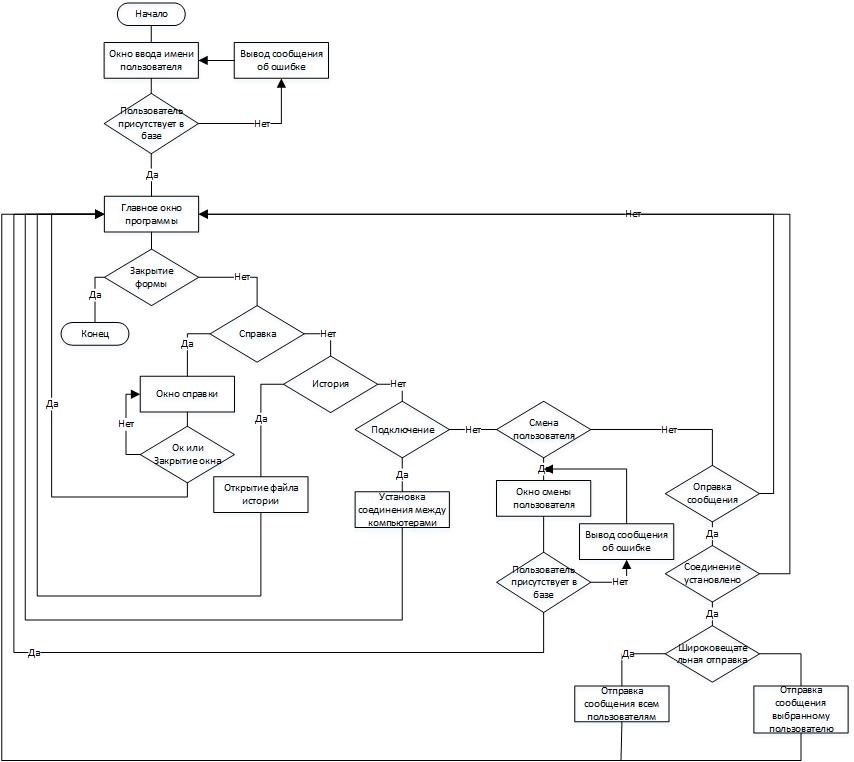 Начало
Окно ввода имени
пользователя
Вывод сообщения
об ошибке
Пользователь
присутствует в
базе
Нет
Да
Главное окно
программы
Нет
Закрытие
формы
Нет
Да
Конец
Справка
Нет
Да
История
Нет
Окно справки
Да
Нет
Да
Подключение
Нет
Смена
пользователя
Нет
Ок или
Закрытие окна
Да
Да
Открытие файла
истории
Установка
соединения между
компьютерами
Окно смены
пользователя
Оправка
сообщения
Да
Вывод сообщения
об ошибке
Пользователь
присутствует в
базе
Нет
Соединение
установлено
Да
Да
Широковещате
льная отправка
Да
Отправка
сообщения всем
пользователям
Отправка
сообщения
выбранному
пользователю